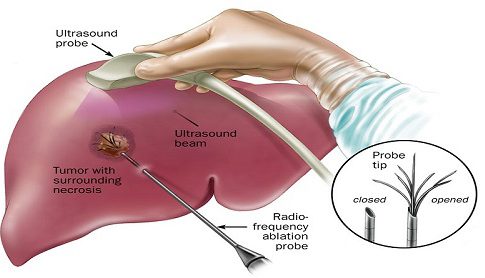 Ultrasound
probe
Ultrasound
beam
Tumor with
surrounding
necrosis
Radio-
frequency
ablation
probe
Probe
tip
closed
opened